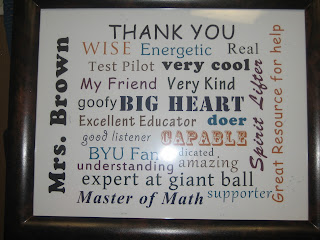 THANK YOU
WISE Energetic Real
Test Pilot very cool
My Friend Very Kind
goofy BIG HEART
Excellent Educator doer
good listener CAPABLE
BYU Fan dedicated
understanding amazing
expert at giant ball
Master of Math supporter
Mrs. Brown
Spirit Lifter
Great Resource for help